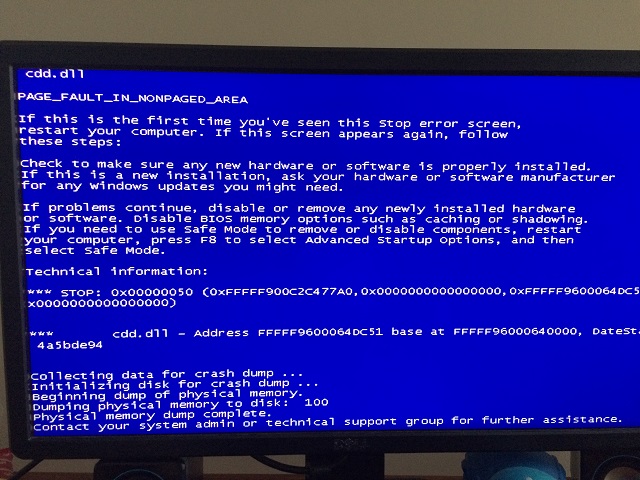 cdd.dll
PAGE_FAULT_IN_NONPAGED_AREA
If this is the first time you've seen this Stop error screen,
restart your computer. If this screen appears again, follow
these steps:
Check to make sure any new hardware or software is properly installed.
If this is a new installation, ask your hardware or software manufacturer
for any Windows updates you might need.
If problems continue, disable or remove any newly installed hardware
or software. Disable BIOS memory options such as caching or shadowing.
If you need to use Safe Mode to remove or disable components, restart
your computer, press F8 to select Advanced Startup Options, and then
select Safe Mode.
Technical information:
*** STOP: 0x00000050 (0xFFFFF900C2C477A0,0x0000000000000000,0xFFFFF9600064DC5
x0000000000000000)
*** cdd.dll - Address FFFFF9600064DC51 base at FFFFF96000640000, DateSta
4a5bde94
Collecting data for crash dump ...
Initializing disk for crash dump ...
Beginning dump of physical memory.
Dumping physical memory to disk: 100
Physical memory dump complete.
Contact your system admin or technical support group for further assistance.
DELL